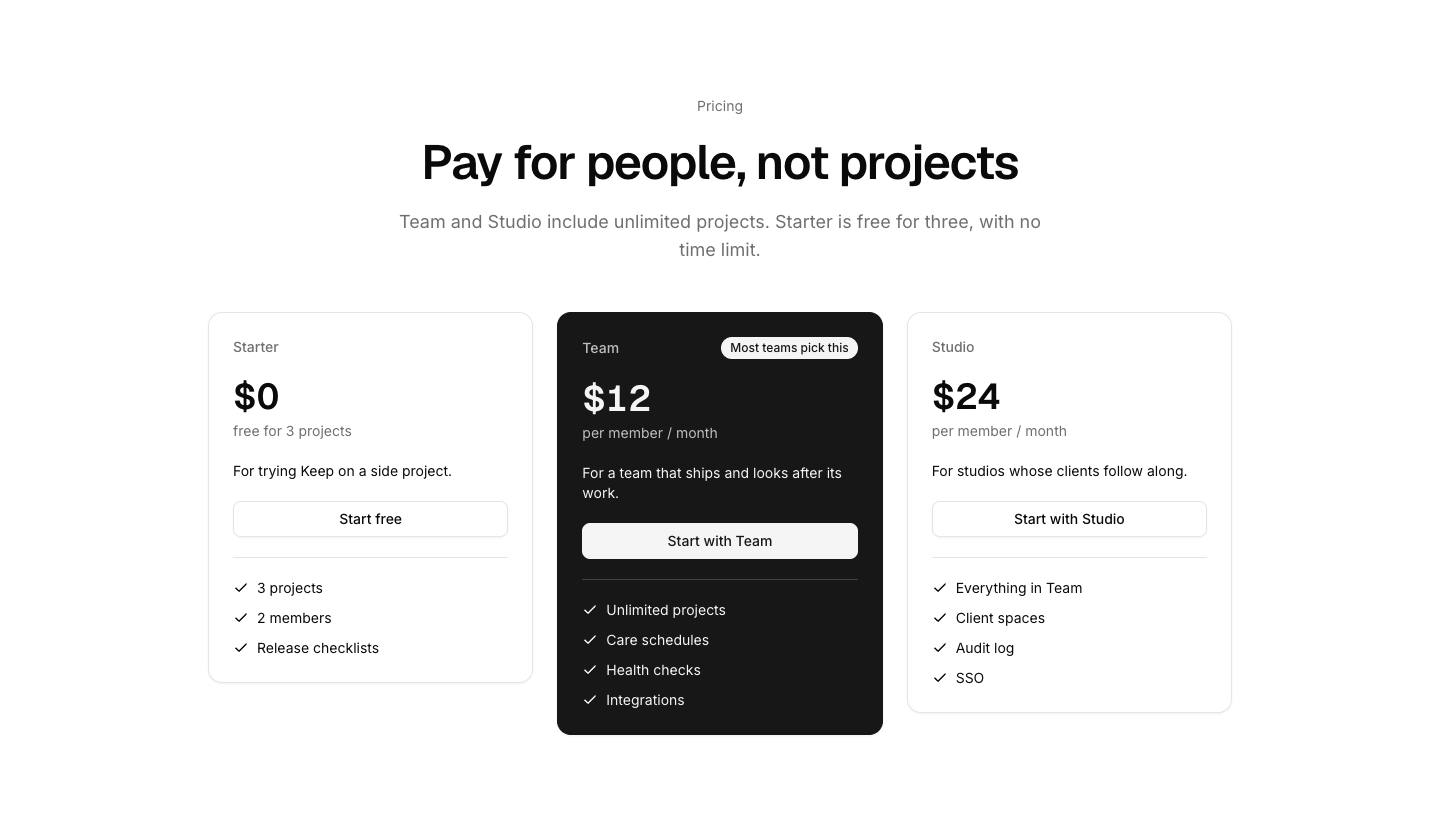 Pricing
Pay for people, not projects
Team and Studio include unlimited projects. Starter is free for three, with no
time limit.
Starter
$0
free for 3 projects
For trying Keep on a side project.
Start free
3 projects
2 members
Release checklists
Team
Most teams pick this
$12
per member / month
For a team that ships and looks after its
work.
Start with Team
Unlimited projects
Care schedules
Health checks
Integrations
Studio
$24
per member / month
For studios whose clients follow along.
Start with Studio
Everything in Team
Client spaces
Audit log
SSO